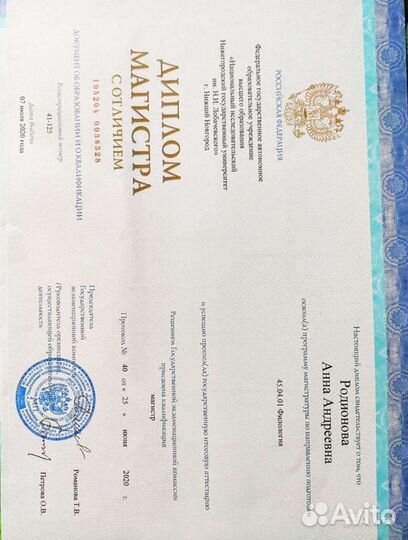 РОССИЙСКАЯ ФЕДЕРАЦИЯ
Федеральное государственное автономное
образовательное учреждение
высшего образования
«Национальный исследовательский
Нижегородский государственный университет
им. Н.И. Лобачевского»
г. Нижний Новгород
ДИПЛОМ
МАГИСТРА
С ОТЛИЧИЕМ
105204 0038328
ДОКУМЕНТ ОБ ОБРАЗОВАНИИ И О КВАЛИФИКАЦИИ
Регистрационный номер
41-125
Дата выдачи
07 июля 2020 года
Настоящий диплом свидетельствует о том, что
Родионова
Анна Андреевна
освоил(а) программу магистратуры по направлению подготовки
45.04.01 Филология
и успешно прошел(ла) государственную итоговую аттестацию
Решением Государственной экзаменационной комиссии
присвоена квалификация
магистр
Протокол № 40 от « 25 » июня 2020 г.
Председатель
Государственной
экзаменационной
Романова Т.В.
Руководитель
осуществляющей
деятельность
Петрова О.В.
Avito